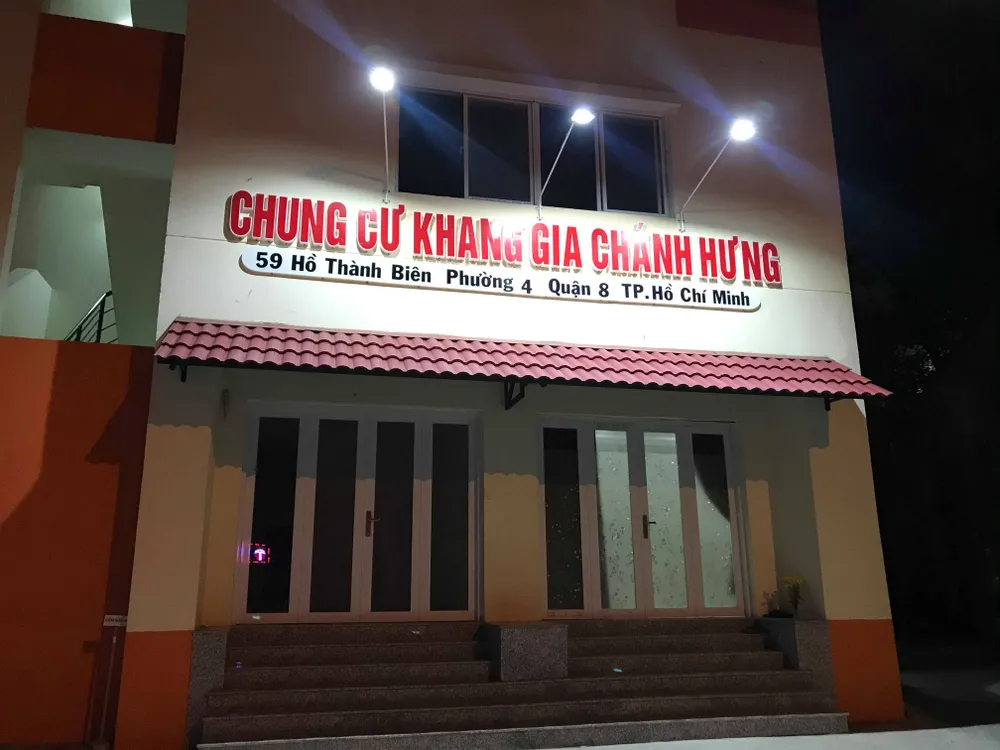 CHUNG CƯ KHANG GIA CHÁNH HƯNG
59 Hồ Thành Biên Phường 4 Quận 8 TP.Hồ Chí Minh